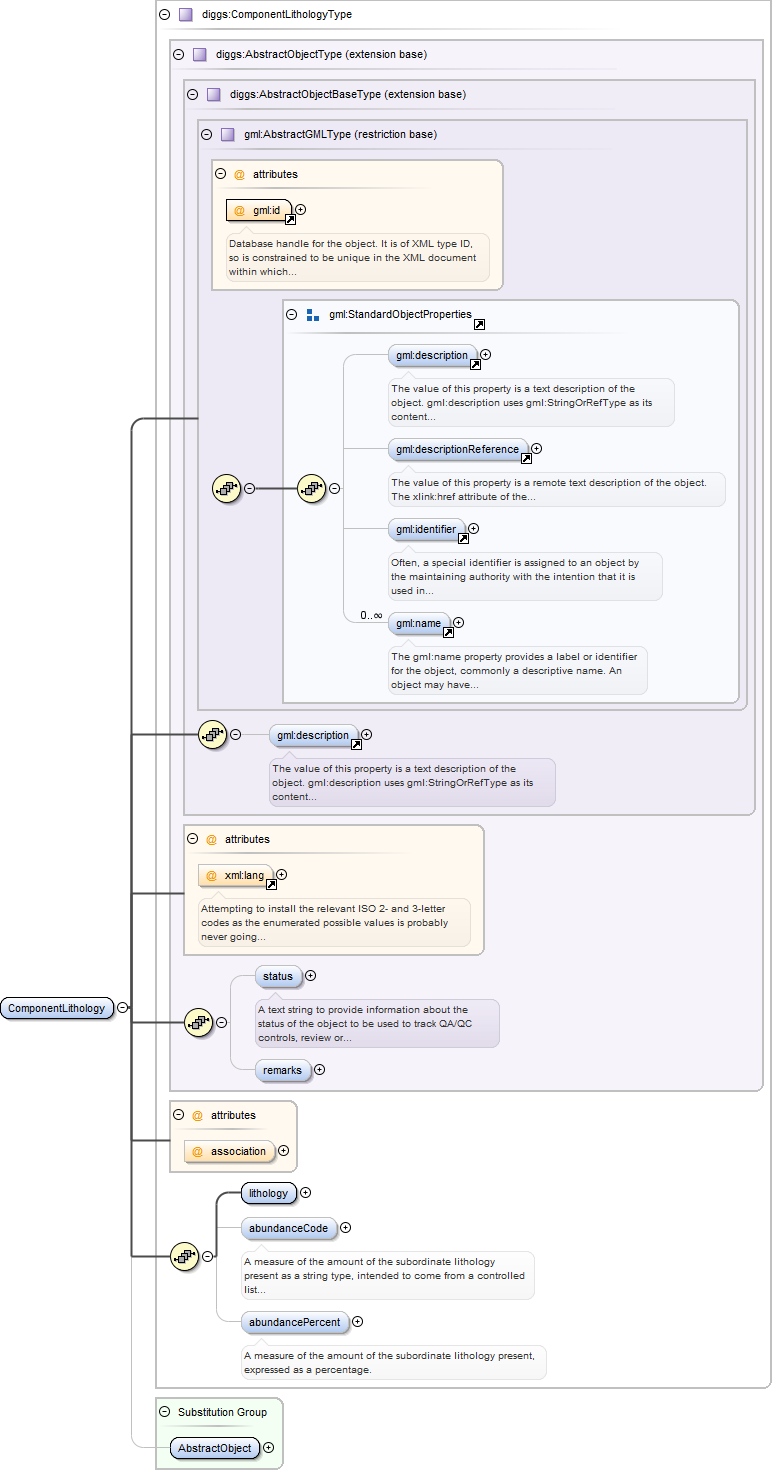 diggs:ComponentLithologyType
diggs:AbstractObjectType (extension base)
diggs:AbstractObjectBaseType (extension base)
gml:AbstractGMLType (restriction base)
@ attributes
@ gml:id
Database handle for the object. It is of XML type ID,
so is constrained to be unique in the XML document
within which...
gml:StandardObjectProperties
gml:description
The value of this property is a text description of the
object. gml:description uses gml:StringOrRefType as its
content...
gml:descriptionReference
The value of this property is a remote text description of the object.
The xlink:href attribute of the...
gml:identifier
Often, a special identifier is assigned to an object by
the maintaining authority with the intention that it is
used in...
0..∞
gml:name
The gml:name property provides a label or identifier
for the object, commonly a descriptive name. An
object may have...
gml:description
The value of this property is a text description of the
object. gml:description uses gml:StringOrRefType as its
content...
@ attributes
@ xml:lang
Attempting to install the relevant ISO 2- and 3-letter
codes as the enumerated possible values is probably
never going...
status
A text string to provide information about the
status of the object to be used to track QA/QC
controls, review or...
ComponentLithology
remarks
@ attributes
@ association
lithology
abundanceCode
A measure of the amount of the subordinate lithology
present as a string type, intended to come from a controlled
list...
abundancePercent
A measure of the amount of the subordinate lithology present,
expressed as a percentage.
Substitution Group
AbstractObject